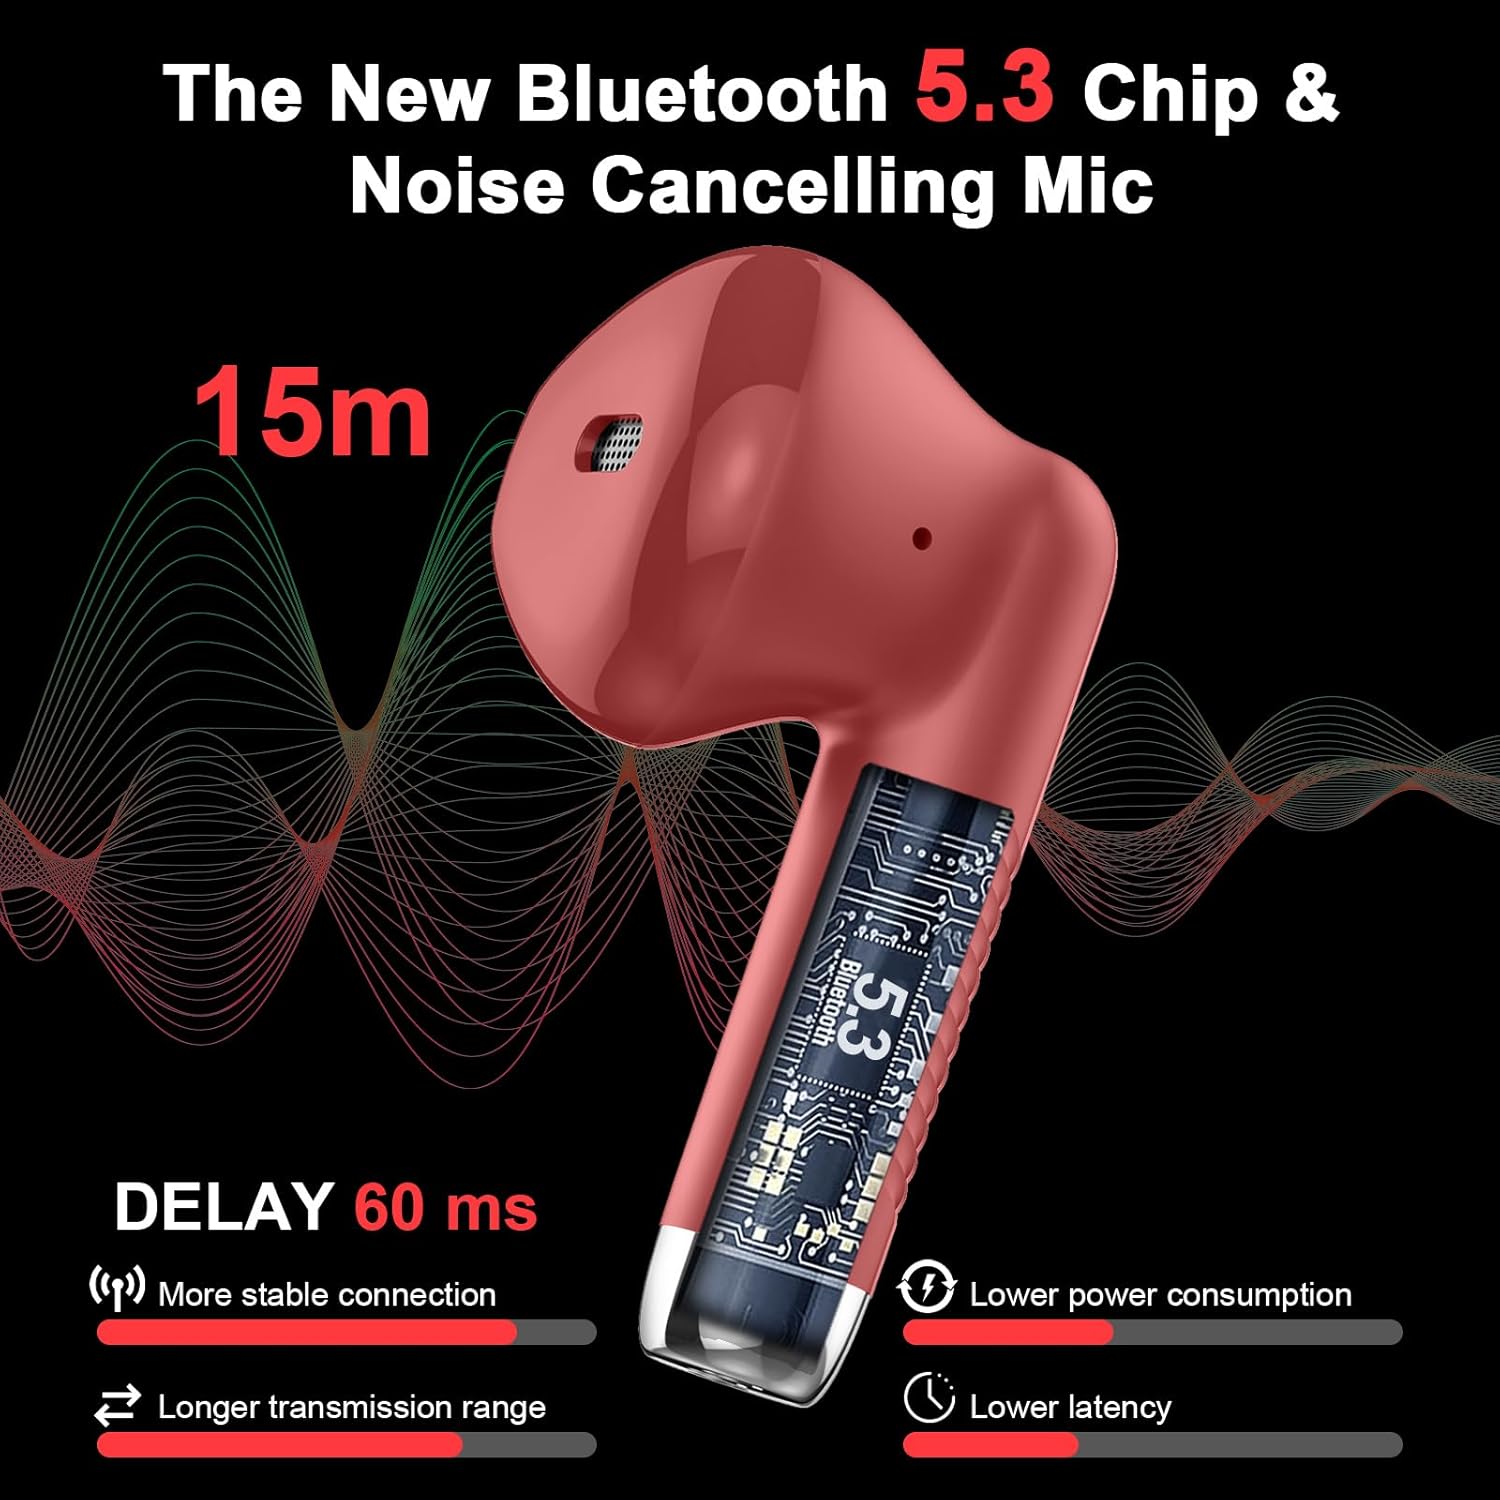 The New Bluetooth 5.3 Chip &
Noise Cancelling Mic
15m
5.3
Bluetooth
DELAY 60 ms
More stable connection
Lower power consumption
Longer transmission range
Lower latency